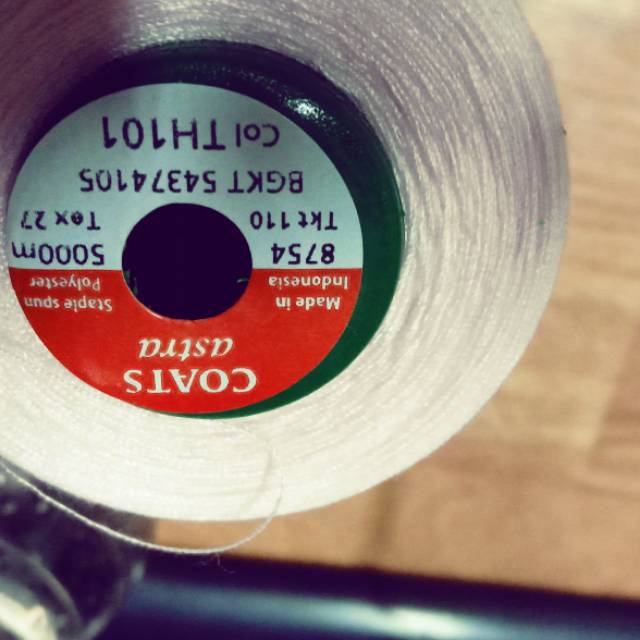 COATS
astra
Made in Indonesia
Staple spun Polyester
8754
5000m
Tkt 110
Tex 27
BGKT 54374105
Col TH101